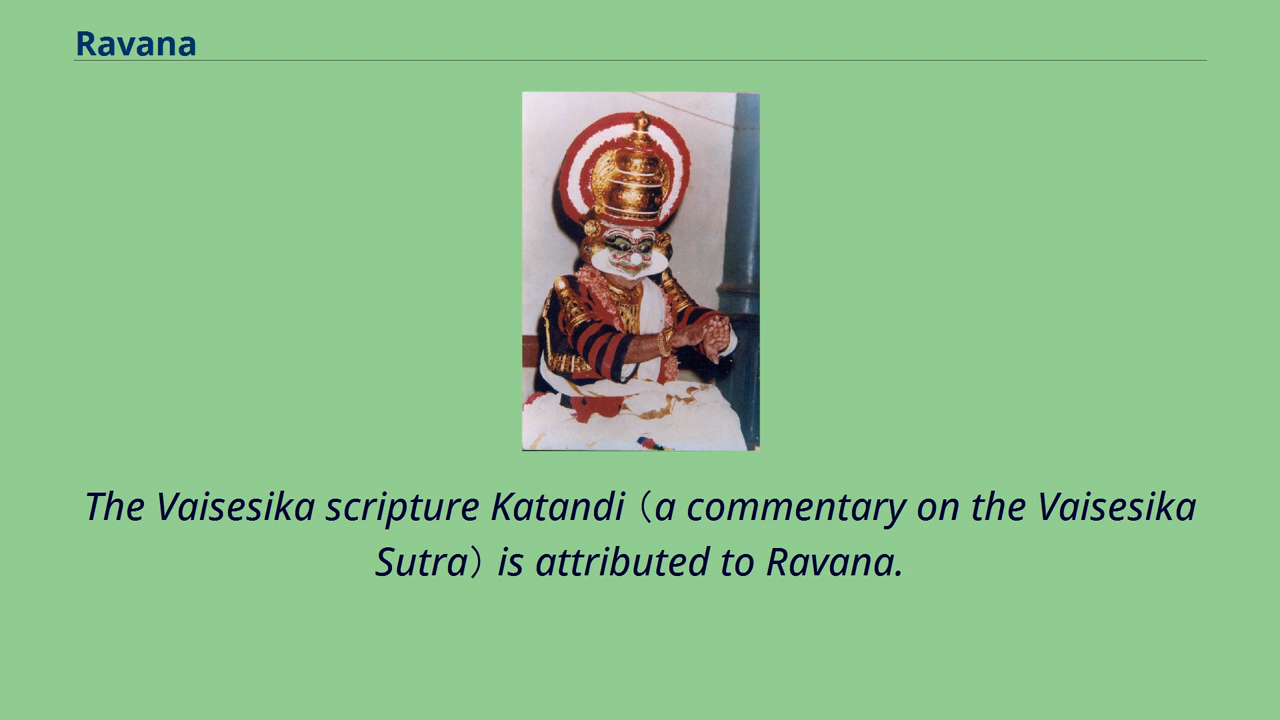 Ravana
The Vaisesika scripture Katandi (a commentary on the Vaisesika
Sutra) is attributed to Ravana.